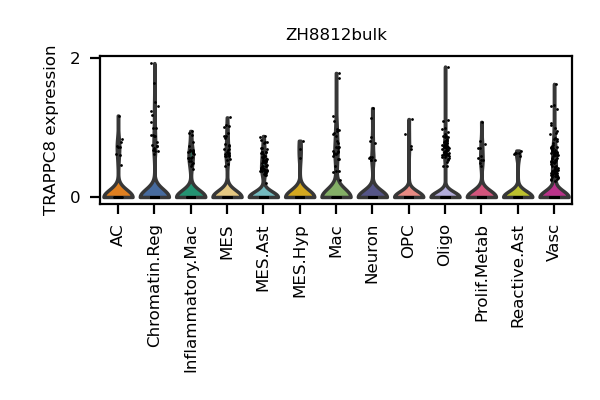 ZH8812bulk
TRAPPC8 expression
2
0
AC
Chromatin.Reg
Inflammatory.Mac
MES
MES.Ast
MES.Hyp
Mac
Neuron
OPC
Oligo
Prolif.Metab
Reactive.Ast
Vasc